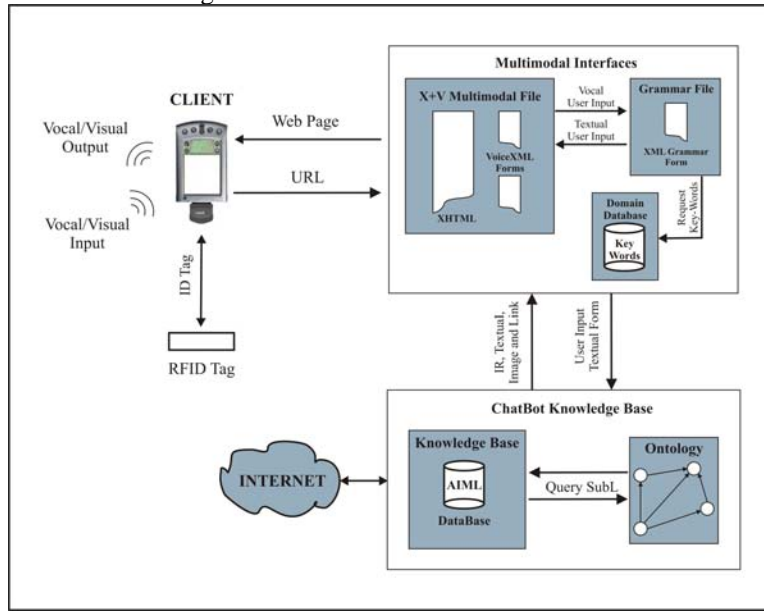 Multimodal Interfaces
CLIENT
Vocal/Visual
Output
Vocal/Visual
Input
Web Page
URL
ID Tag
RFID Tag
X+V Multimodal File
VoiceXML
Forms
XHTML
Vocal
User Input
Textual
User Input
Grammar File
XML Grammar
Form
Request
Key-Words
Domain
Database
Key
Words
IR, Textual,
Image and Link
User Input
Textual Form
ChatBot Knowledge Base
INTERNET
Knowledge Base
AIML
DataBase
Query SubL
Ontology